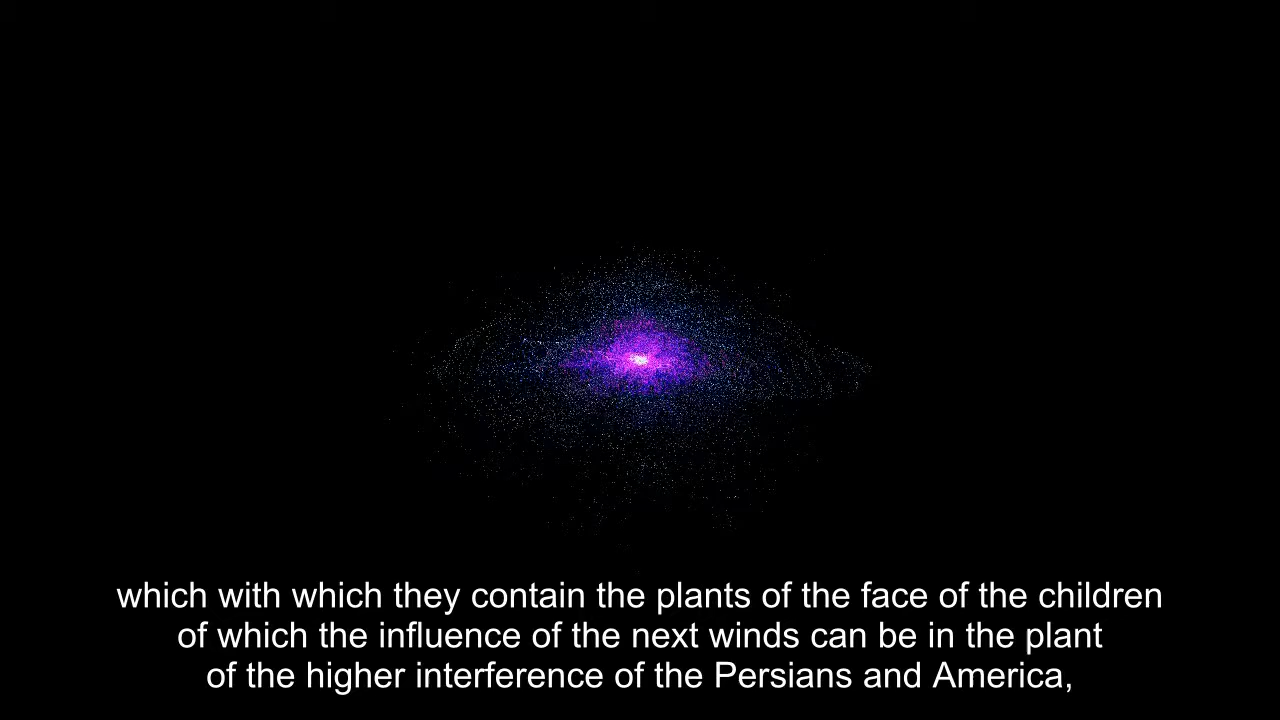 which with which they contain the plants of the face of the children
of which the influence of the next winds can be in the plant
of the higher interference of the Persians and America,